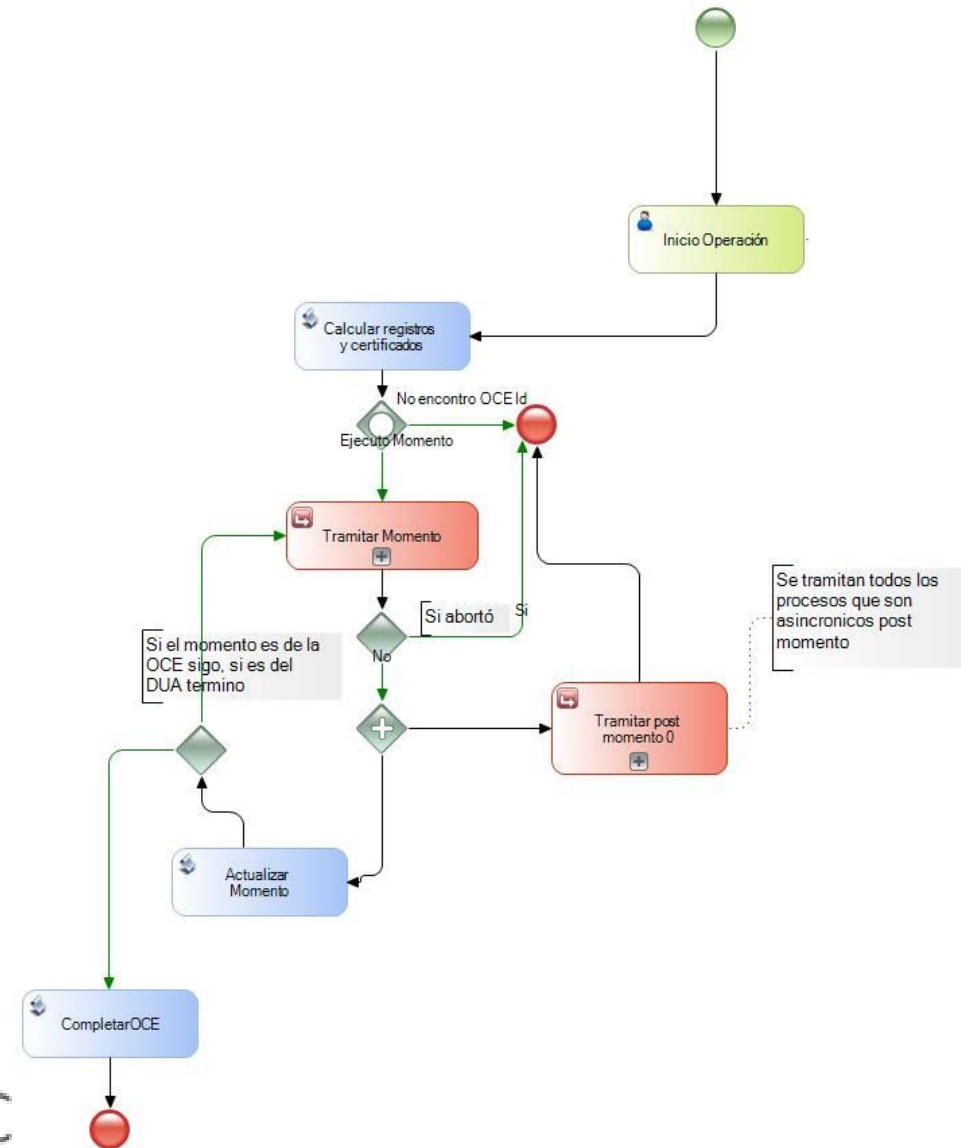 Inicio Operación
Calcular registros
y certificados
No encontro OCE Id
Ejecuto Momento
Tramitar Momento
Si abortó
Si
No
Si el momento es de la
OCE sigo, si es del
DUA termino
Se tramitan todos los
procesos que son
asincronicos post
momento
Tramitar post
momento 0
Actualizar
Momento
CompletarOCE